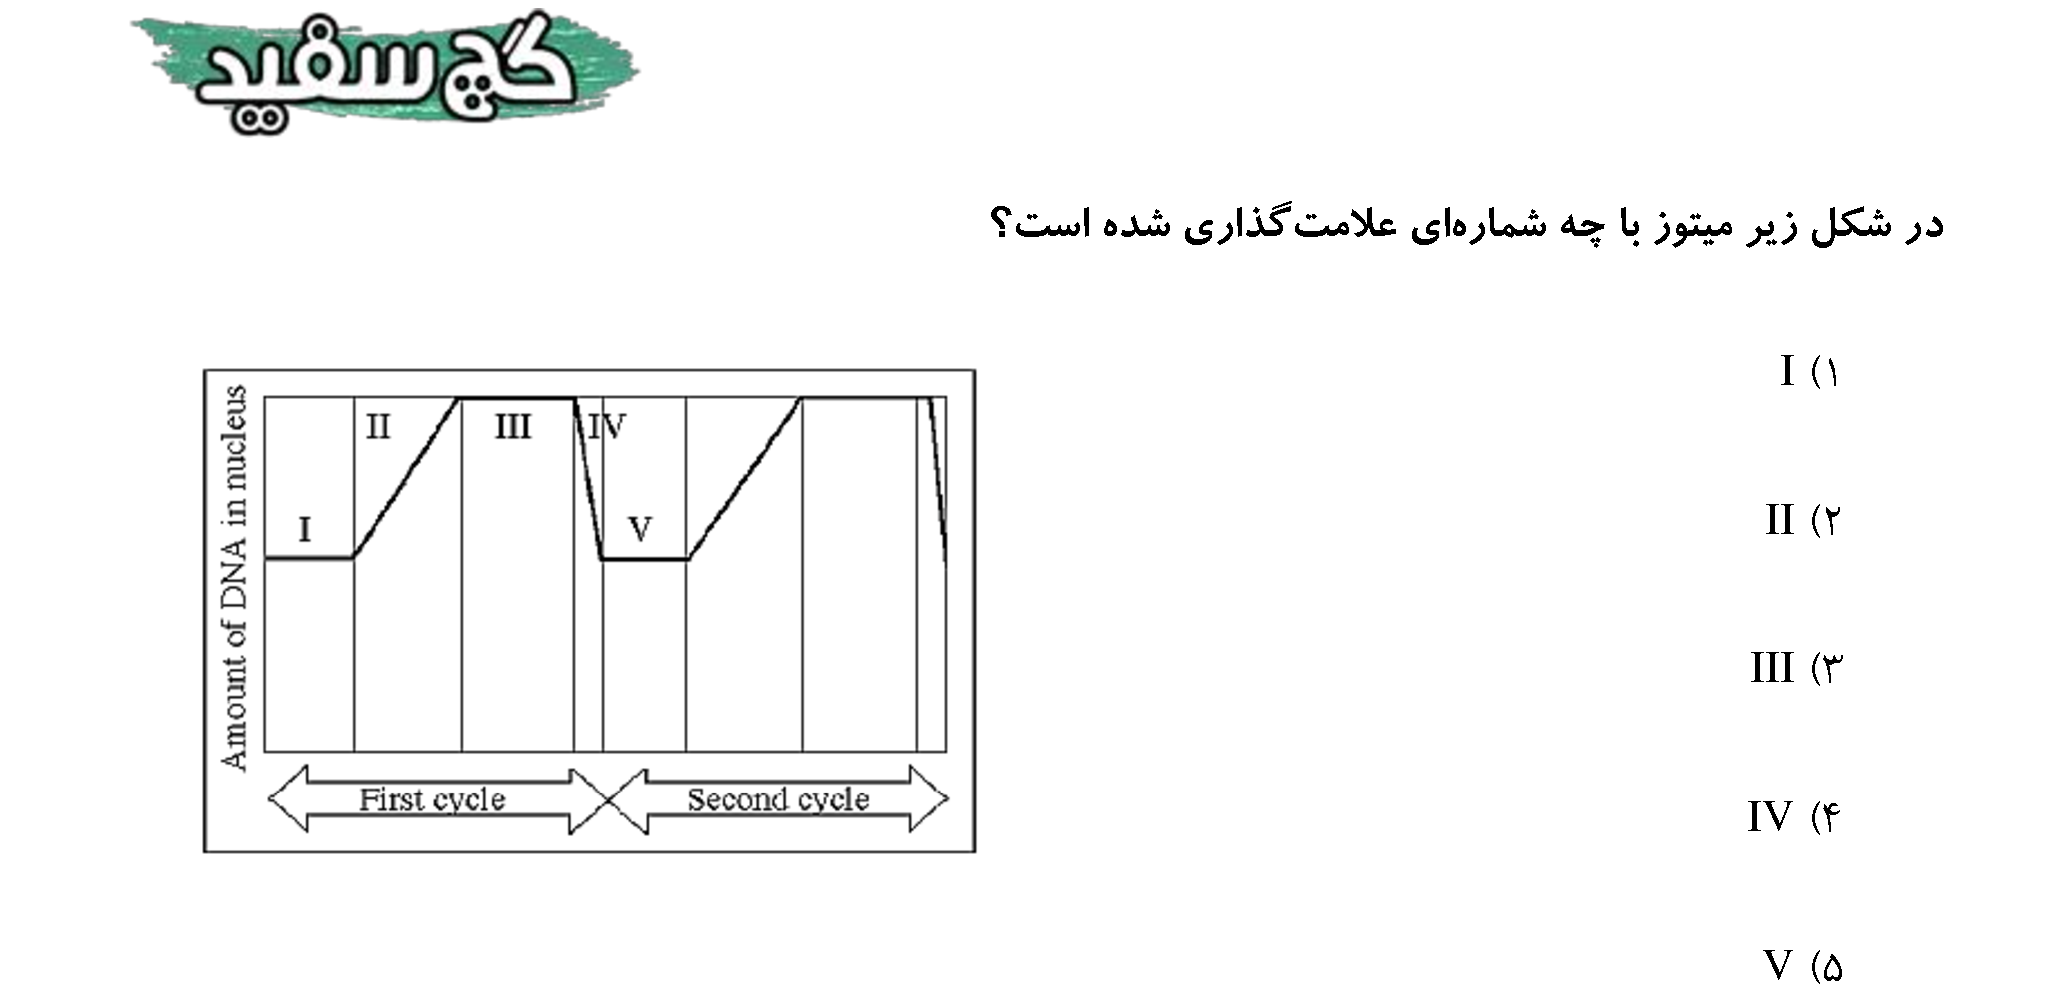 گچ سفید
در شکل زیر میتوز با چه شماره‌ای علامت‌گذاری شده است؟
۱) I
۲) II
۳) III
۴) IV
۵) V
Amount of DNA in nucleus
I
II
III
IV
V
First cycle
Second cycle